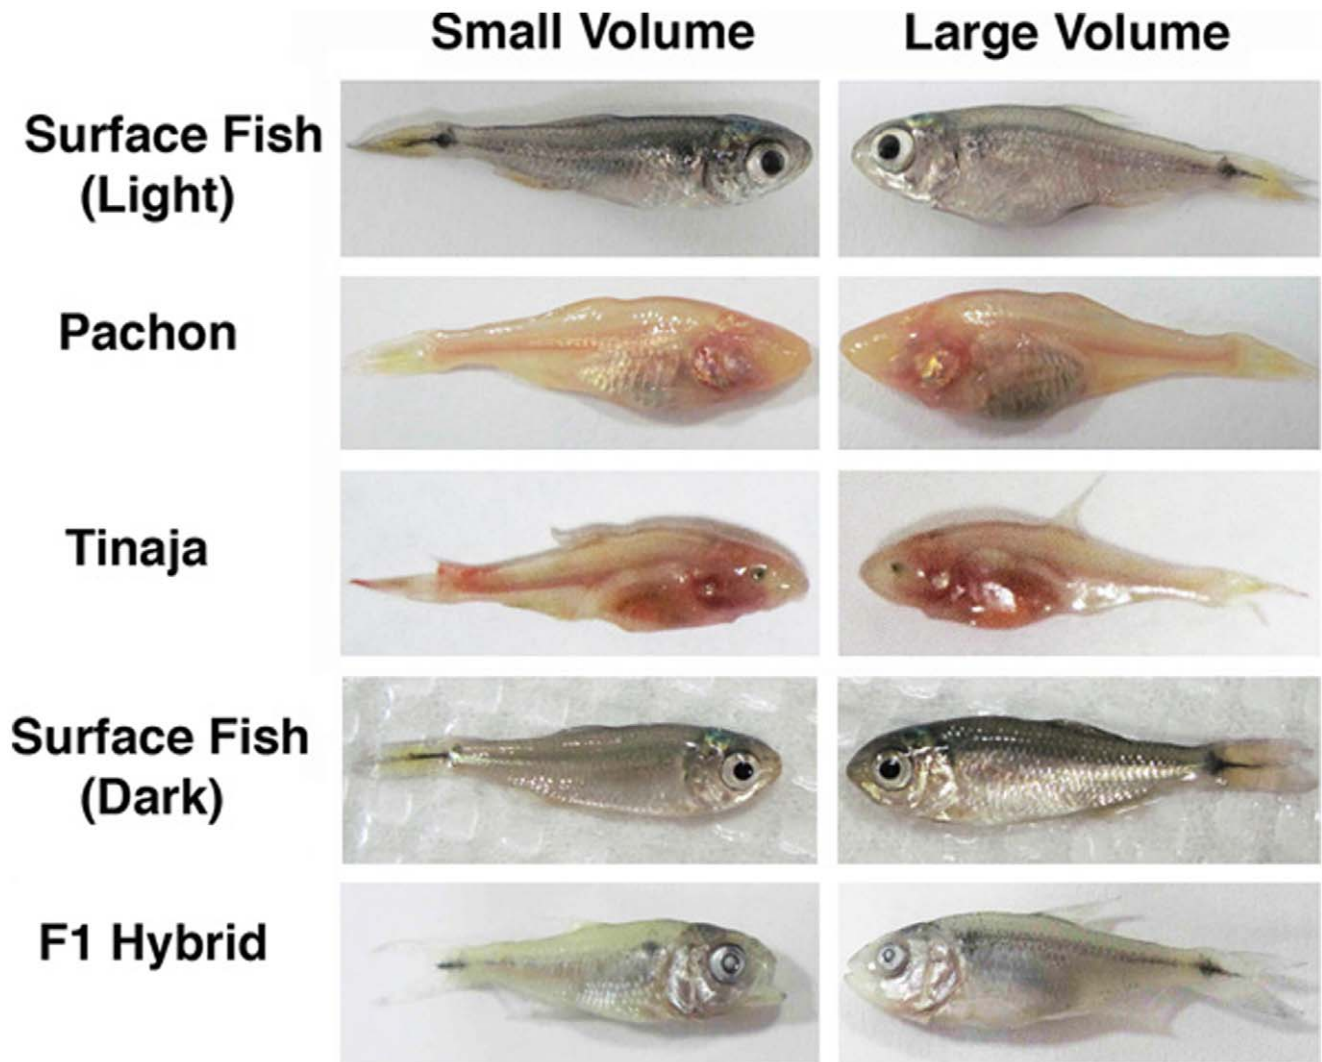 Small Volume
Large Volume
Surface Fish
(Light)
Pachon
Tinaja
Surface Fish
(Dark)
F1 Hybrid